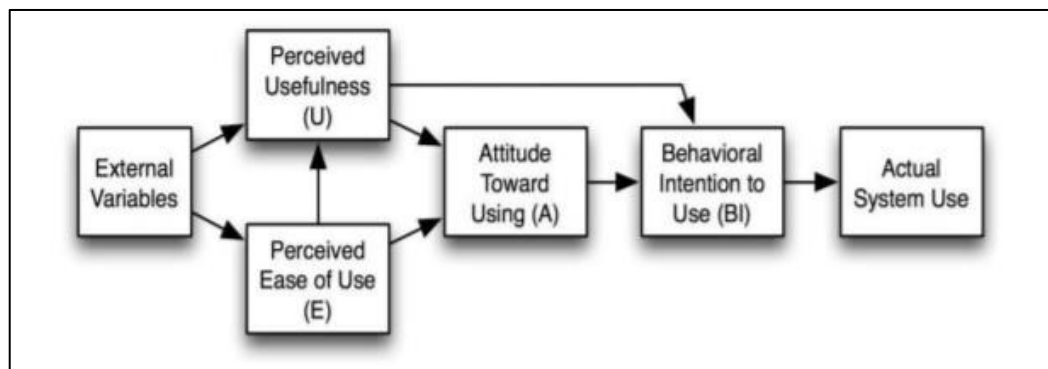 Perceived
Usefulness
(U)
External
Variables
Perceived
Ease of Use
(E)
Attitude
Toward
Using (A)
Behavioral
Intention to
Use (BI)
Actual
System Use